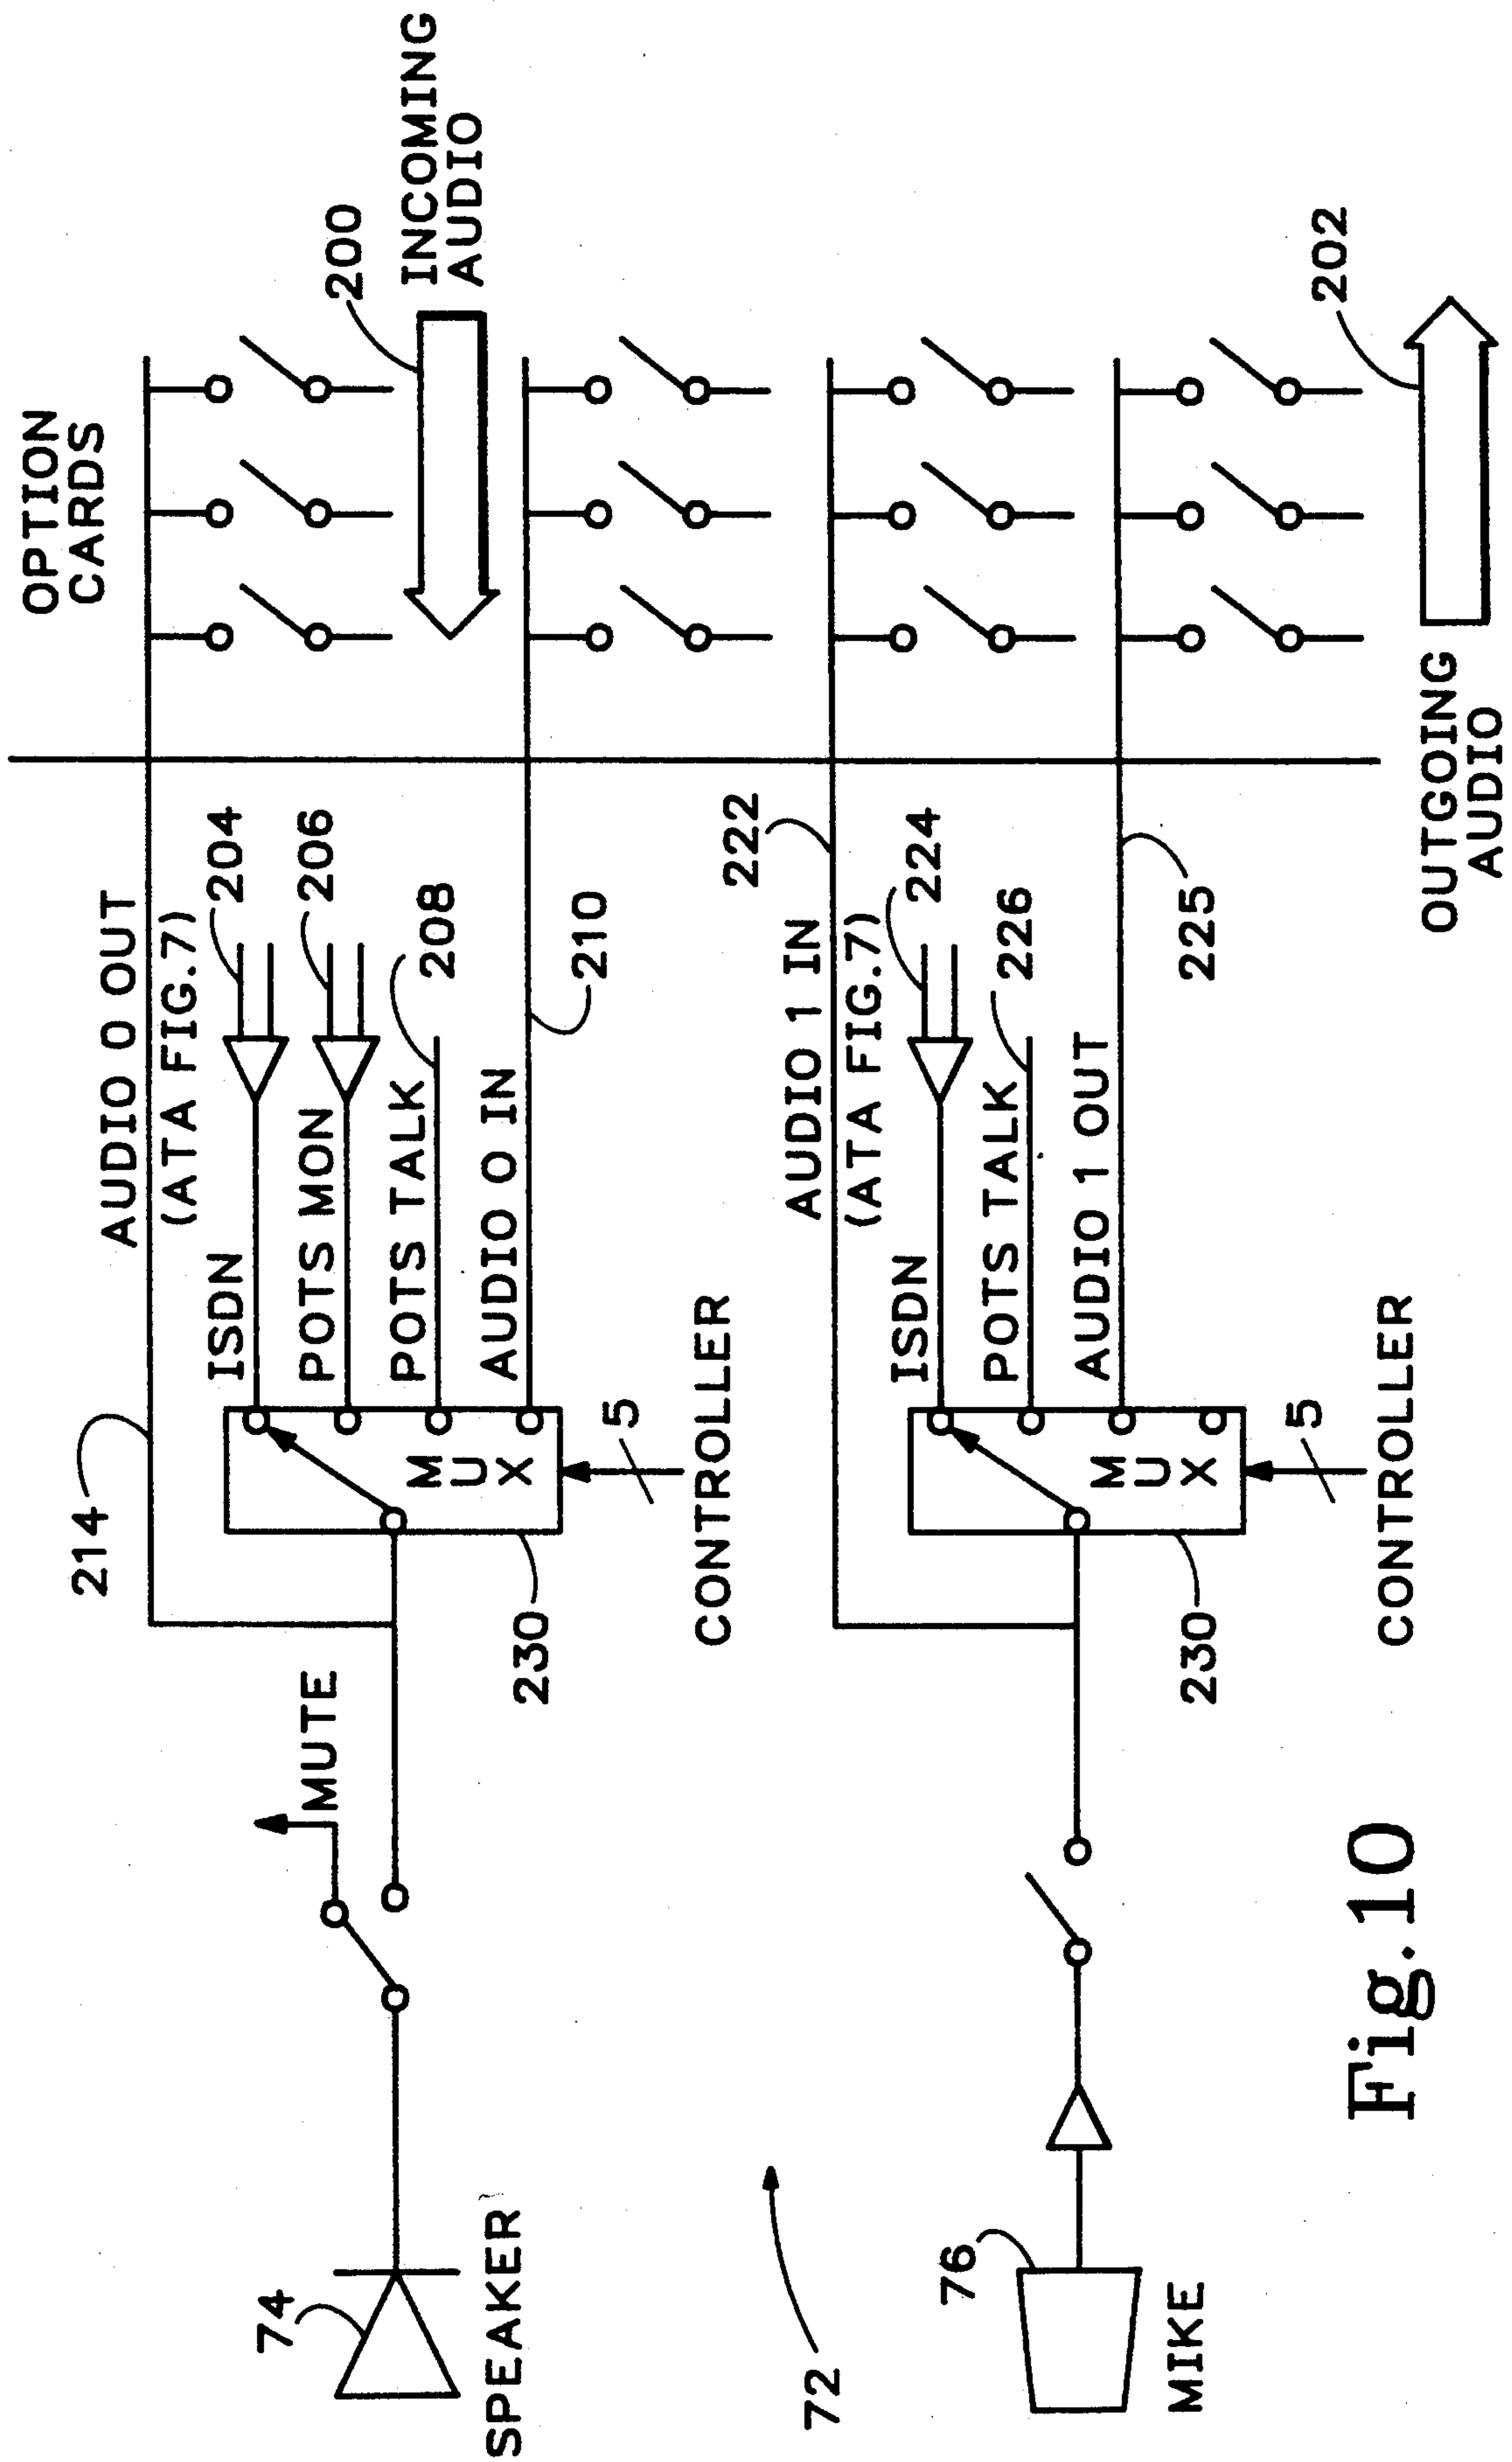 OPTION
CARDS
AUDIO 0 OUT
(ATA FIG.7)
214
204
206
200
INCOMING
AUDIO
ISDN
POTS MON
POTS TALK
208
AUDIO 0 IN
210
MUX
5
230
CONTROLLER
MUTE
74
SPEAKER
72
222
AUDIO 1 IN
(ATA FIG.7)
224
ISDN
POTS TALK
226
AUDIO 1 OUT
225
MUX
5
230
CONTROLLER
76
MIKE
202
OUTGOING
AUDIO
Fig.10